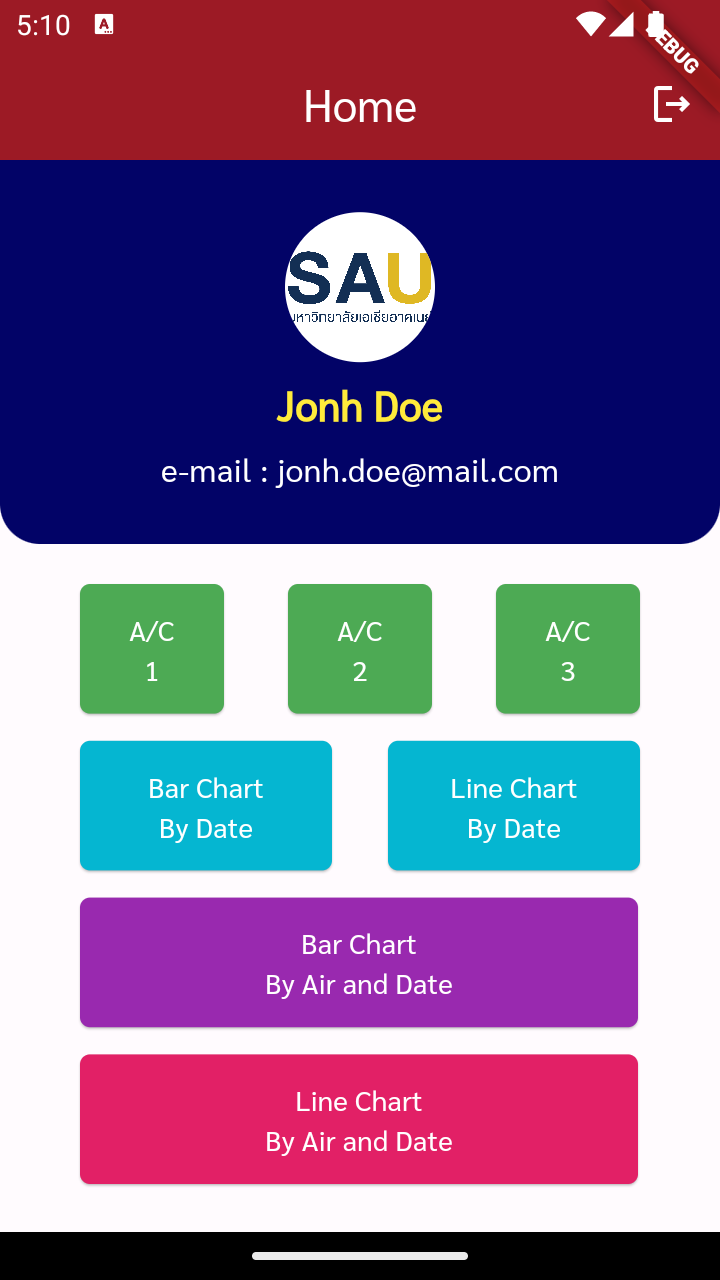 5:10
DEBUG
Home
SAU
มหาวิทยาลัยเอเชียอาคเนย์
Jonh Doe
e-mail : jonh.doe@mail.com
A/C
1
A/C
2
A/C
3
Bar Chart
By Date
Line Chart
By Date
Bar Chart
By Air and Date
Line Chart
By Air and Date